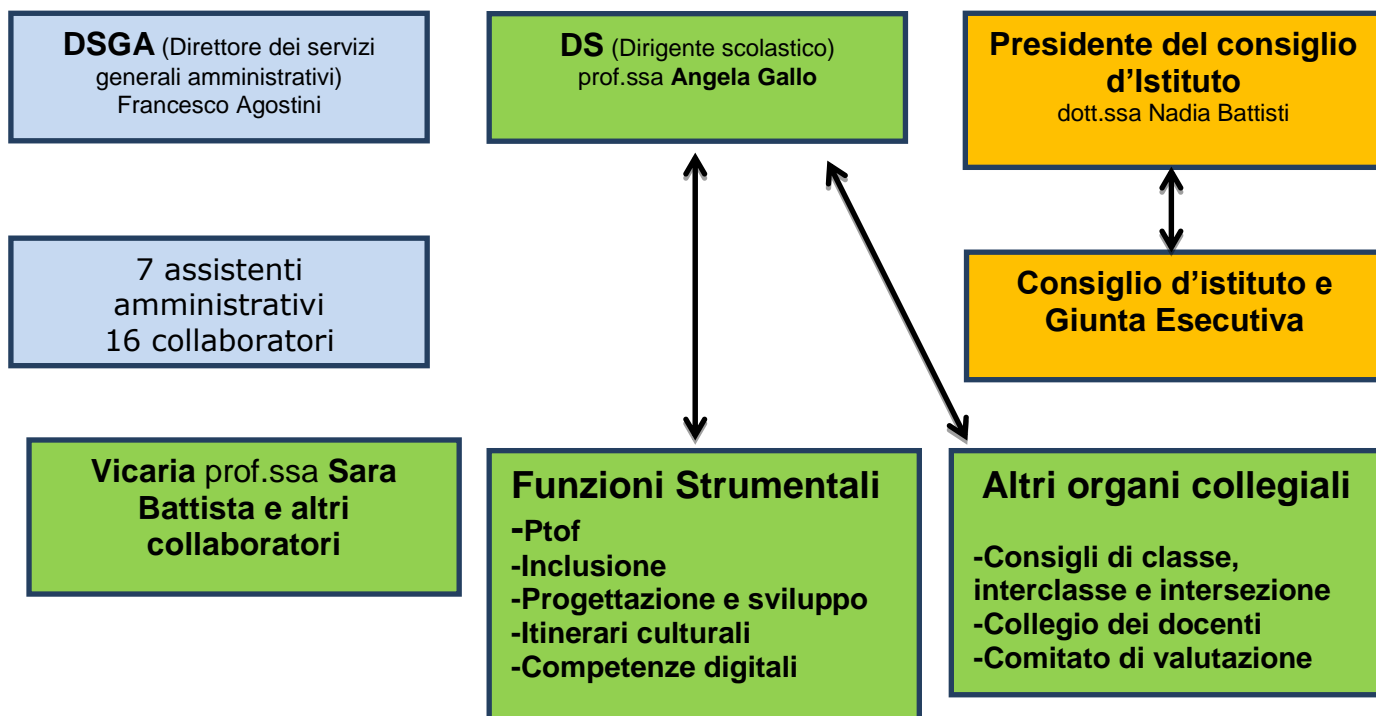 DSGA (Direttore dei servizi
generali amministrativi)
Francesco Agostini
DS (Dirigente scolastico)
prof.ssa Angela Gallo
Presidente del consiglio
d’Istituto
dott.ssa Nadia Battisti
7 assistenti
amministrativi
16 collaboratori
Consiglio d’istituto e
Giunta Esecutiva
Vicaria prof.ssa Sara
Battista e altri
collaboratori
Funzioni Strumentali
-Ptof
-Inclusione
-Progettazione e sviluppo
-Itinerari culturali
-Competenze digitali
Altri organi collegiali
-Consigli di classe,
interclasse e intersezione
-Collegio dei docenti
-Comitato di valutazione